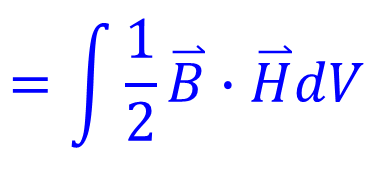 = ∫ 1/2 B⃗ · H⃗ dV